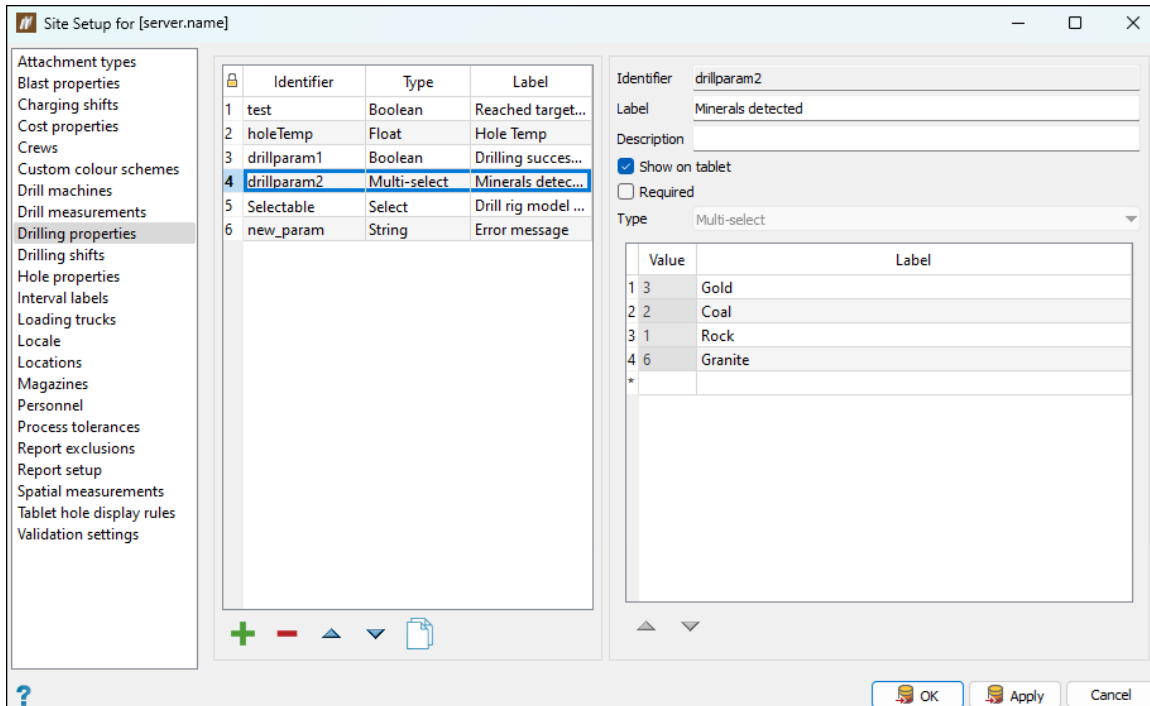 Site Setup for [server.name]
Attachment types
Blast properties
Charging shifts
Cost properties
Crews
Custom colour schemes
Drill machines
Drill measurements
Drilling properties
Drilling shifts
Hole properties
Interval labels
Loading trucks
Locale
Locations
Magazines
Personnel
Process tolerances
Report exclusions
Report setup
Spatial measurements
Tablet hole display rules
Validation settings
Identifier Type Label
1 test Boolean Reached target...
2 holeTemp Float Hole Temp
3 drillparam1 Boolean Drilling succes...
4 drillparam2 Multi-select Minerals detec...
5 Selectable Select Drill rig model ...
6 new_param String Error message
Identifier drillparam2
Label Minerals detected
Description
Show on tablet
Required
Type Multi-select
Value Label
1 3 Gold
2 2 Coal
3 1 Rock
4 6 Granite
*
?
OK Apply Cancel